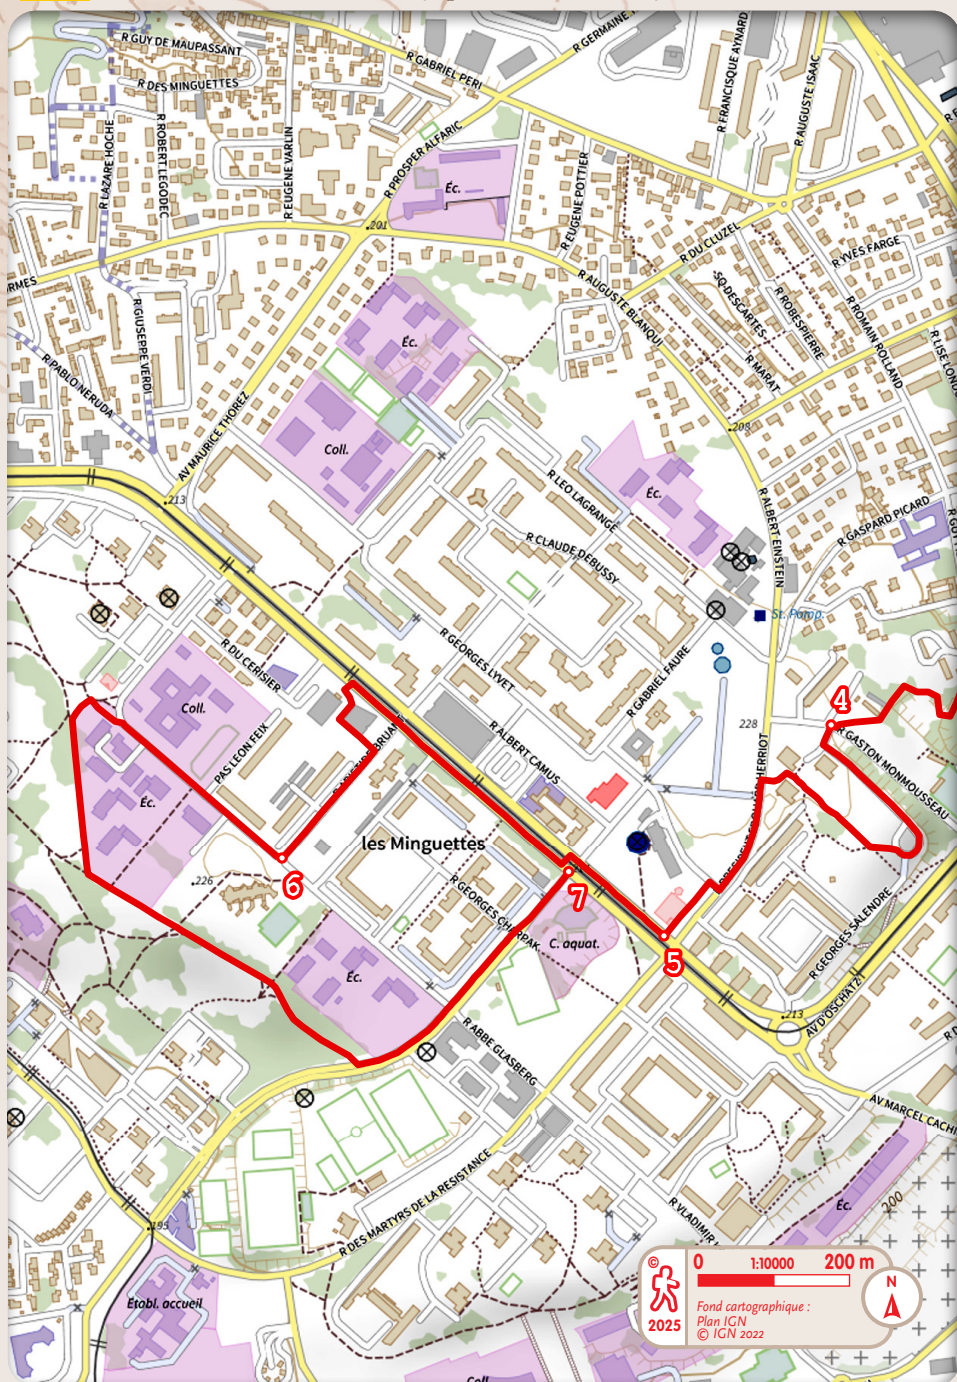 R GUY DE MAUPASSANT
R DES MINGUETTES
R GABRIEL PERI
R GERMAINE
R FRANCISQUE AYNARD
R AUGUSTE ISAAC
R LAZARE HOCHE
R ROBERT LEGODEC
R EUGENE VARLIN
R PROSPER ALFARIC
Éc.
R EUGENE POTTIER
201
R DU CLUZEL
R YVES FARGE
RMES
R GIUSEPPE VERDI
R AUGUSTE BLANQUI
SQ DESCARTES
R ROBESPIERRE
R ROMAIN ROLLAND
R MARAT
Éc.
R PABLO NERUDA
AV MAURICE THOREZ
Coll.
208
213
R LEO LAGRANGE
Éc.
R ALBERT EINSTEIN
R GASPARD PICARD
R CLAUDE DEBUSSY
St. Pomp.
R DU CERISIER
R GEORGES LYVET
R GABRIEL FAURE
Coll.
PAS LEON FEIX
R ALBERT CAMUS
228
4
R GASTON MONMOUSSEAU
Éc.
les Minguettes
6
226
7
R GEORGES CHARPAK
C. aquat.
5
R GEORGES SALENDRE
Éc.
213
AV D'OSCHATZ
R ABBE GLASBERG
AV MARCEL CACHI
R DES MARTYRS DE LA RESISTANCE
R VLADIMIR
Éc.
200
195
Etabl. accueil
Coll.
©
2025
0 1:10000 200 m
Fond cartographique :
Plan IGN
© IGN 2022
N